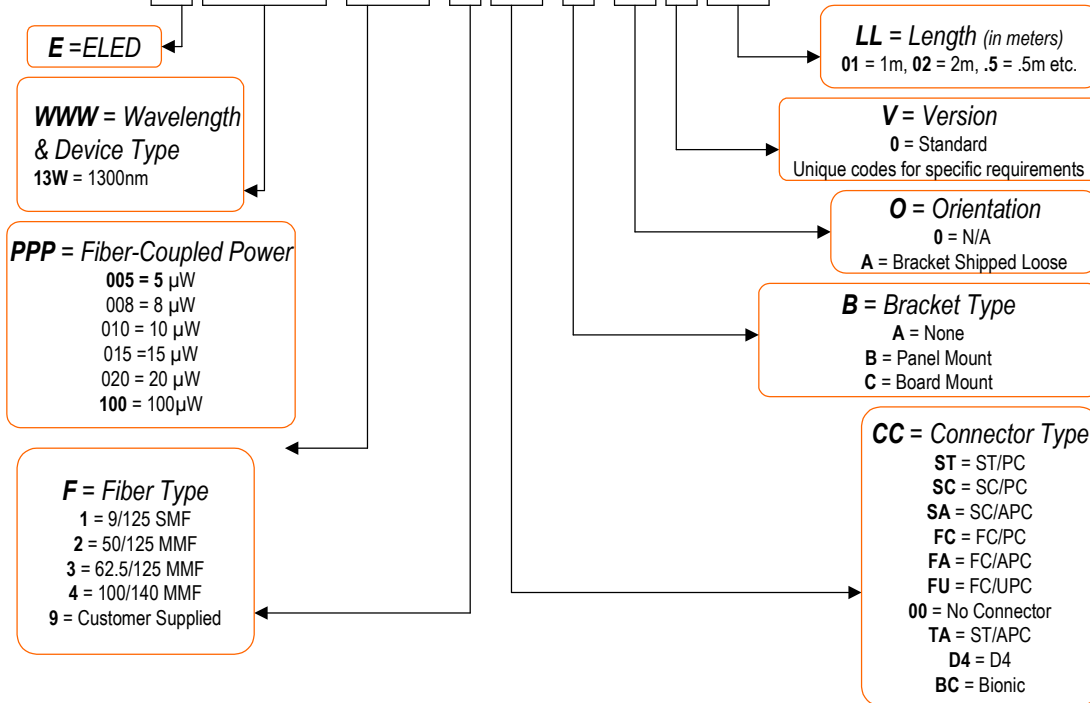 E =ELED
WWW = Wavelength
& Device Type
13W = 1300nm
PPP = Fiber-Coupled Power
005 = 5 µW
008 = 8 µW
010 = 10 µW
015 =15 µW
020 = 20 µW
100 = 100µW
F = Fiber Type
1 = 9/125 SMF
2 = 50/125 MMF
3 = 62.5/125 MMF
4 = 100/140 MMF
9 = Customer Supplied
LL = Length (in meters)
01 = 1m, 02 = 2m, .5 = .5m etc.
V = Version
0 = Standard
Unique codes for specific requirements
O = Orientation
0 = N/A
A = Bracket Shipped Loose
B = Bracket Type
A = None
B = Panel Mount
C = Board Mount
CC = Connector Type
ST = ST/PC
SC = SC/PC
SA = SC/APC
FC = FC/PC
FA = FC/APC
FU = FC/UPC
00 = No Connector
TA = ST/APC
D4 = D4
BC = Bionic